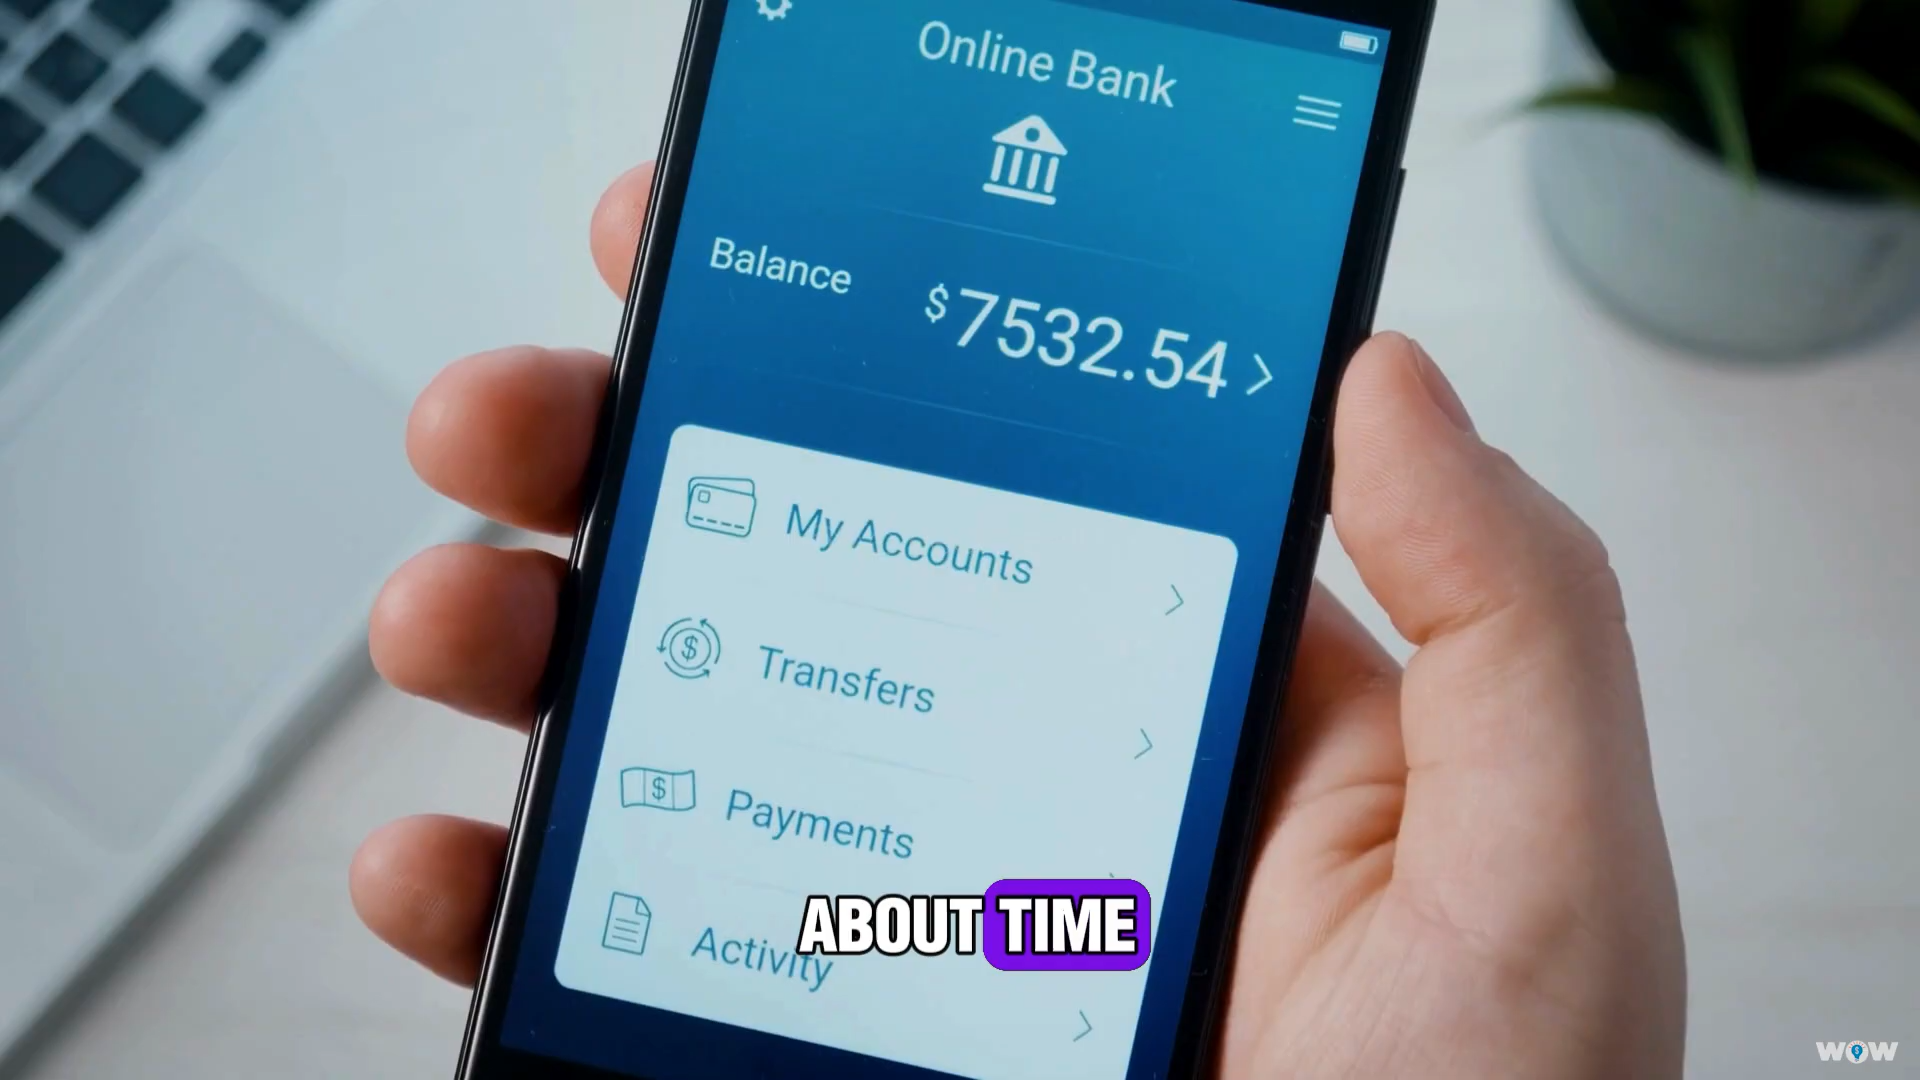 Online Bank
Balance $7532.54
My Accounts
Transfers
Payments
Activity
ABOUT TIME
WOW